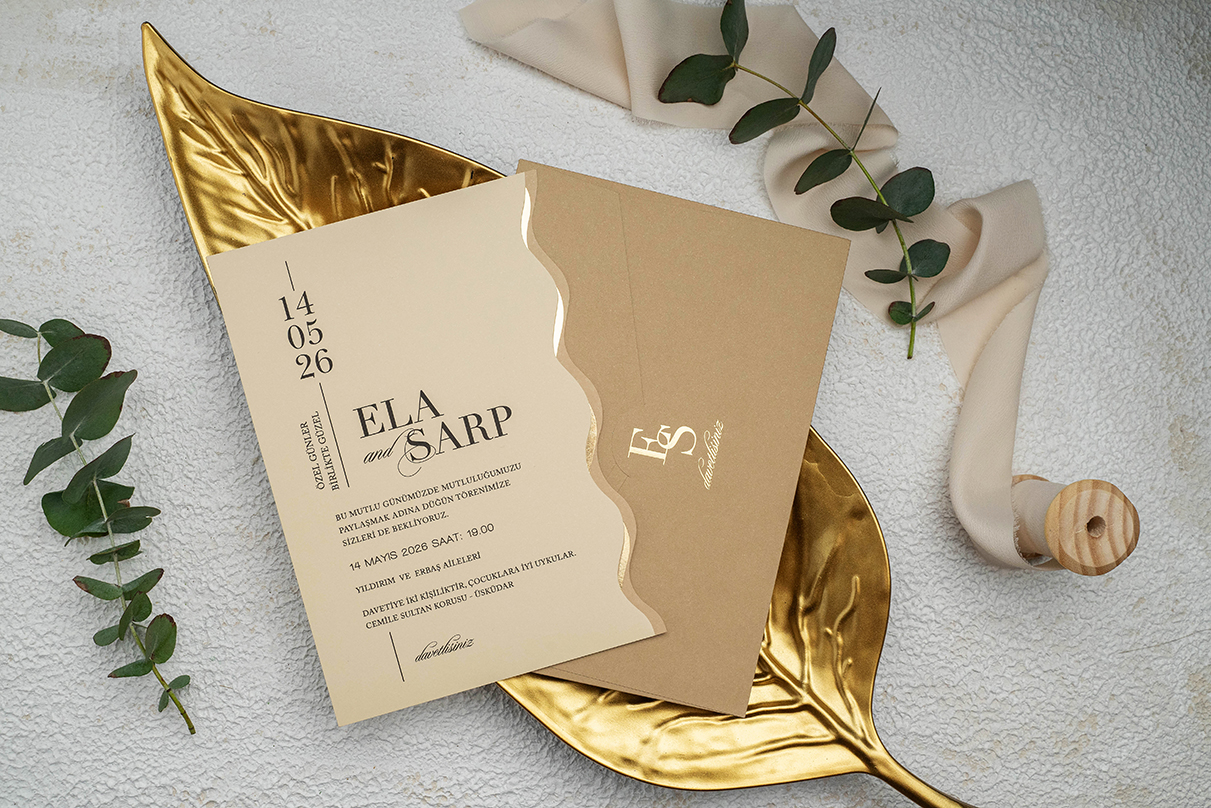 14
05
26
ÖZEL GÜNLER
BİRLİKTE GÜZEL
ELA
and SARP
BU MUTLU GÜNÜMÜZDE MUTLULUĞUMUZU
PAYLAŞMAK ADINA DÜĞÜN TÖRENİMİZE
SİZLERİ DE BEKLİYORUZ.
14 MAYIS 2026 SAAT: 19.00
YILDIRIM VE ERBAŞ AİLELERİ
DAVETİYE İKİ KİŞİLİKTİR, ÇOCUKLARA İYİ UYKULAR.
CEMİLE SULTAN KORUSU - ÜSKÜDAR
davetlisiniz
E&S
davetlisiniz